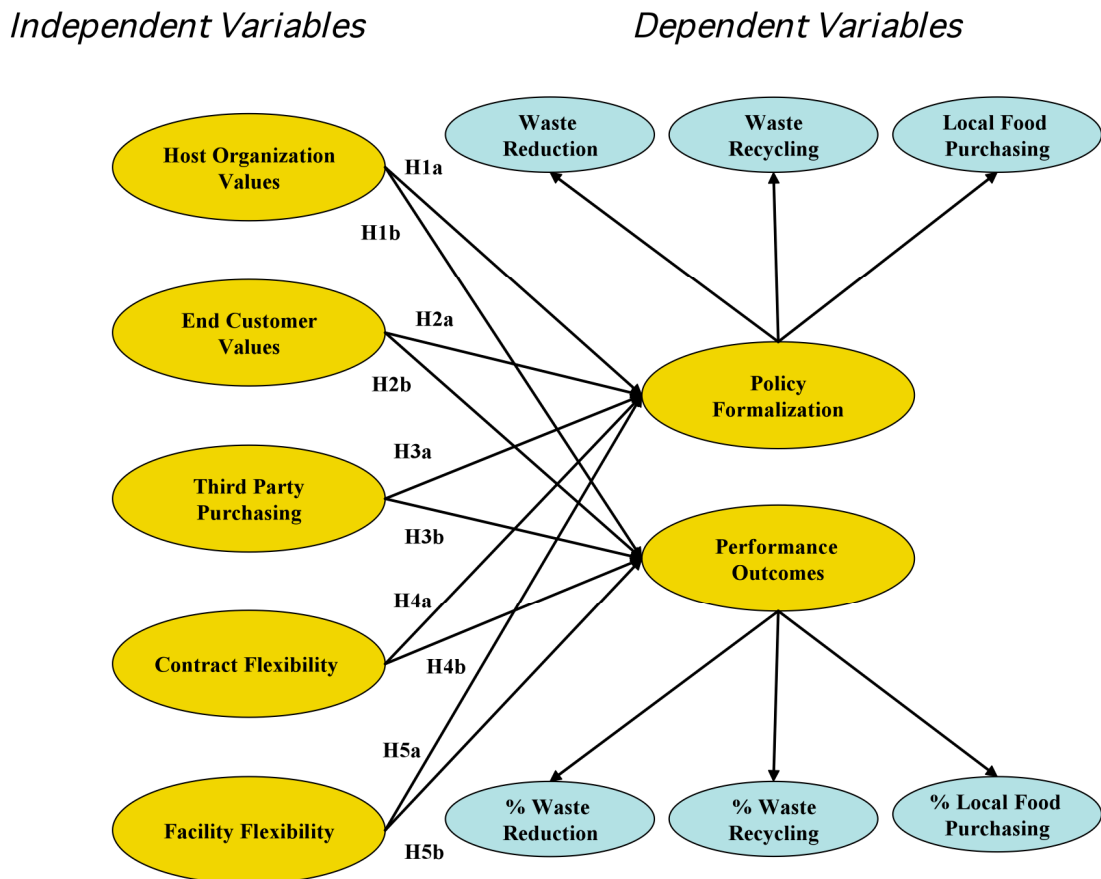 Independent Variables
Dependent Variables
Host Organization
Values
End Customer
Values
Third Party
Purchasing
Contract Flexibility
Facility Flexibility
H1a
H1b
H2a
H2b
H3a
H3b
H4a
H4b
H5a
H5b
Waste
Reduction
Waste
Recycling
Local Food
Purchasing
Policy
Formalization
Performance
Outcomes
% Waste
Reduction
% Waste
Recycling
% Local Food
Purchasing